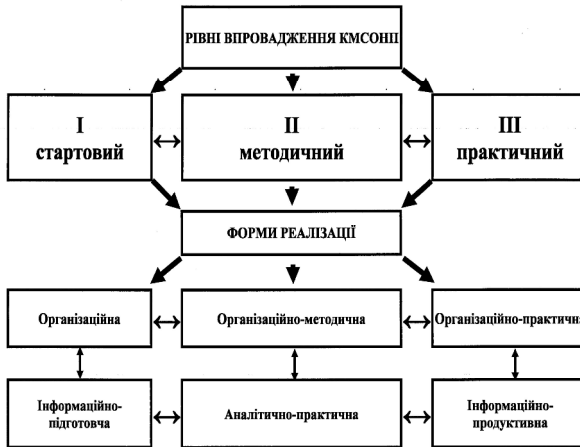 РІВНІ ВПРОВАДЖЕННЯ КМСОНПП
I
стартовий
II
методичний
III
практичний
ФОРМИ РЕАЛІЗАЦІЇ
Організаційна
Організаційно-методична
Організаційно-практична
Інформаційно-
підготовча
Аналітично-практична
Інформаційно-
продуктивна